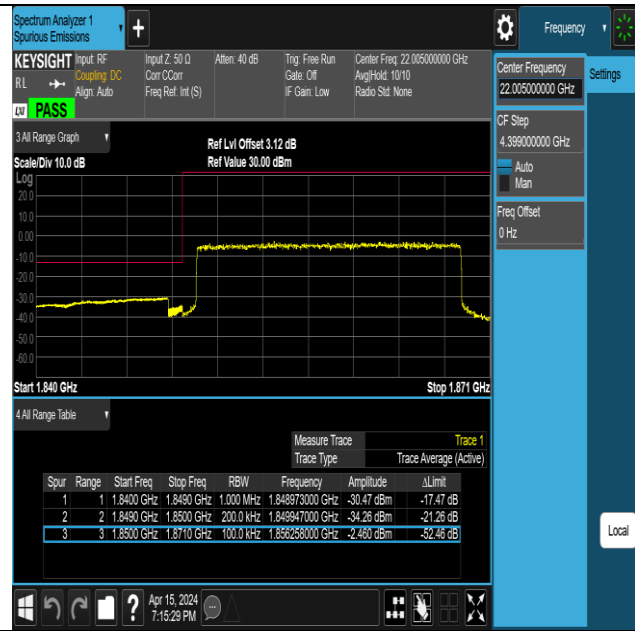 Spectrum Analyzer 1
Spurious Emissions
Frequency
KEYSIGHT
Input: RF
Coupling: DC
Align: Auto
Input Z: 50 Ω
Corr CCorr
Freq Ref: Int (S)
Atten: 40 dB
Trig: Free Run
Gate: Off
IF Gain: Low
Center Freq: 22.005000000 GHz
Avg|Hold: 10/10
Radio Std: None
RL
LXI
PASS
Center Frequency
22.005000000 GHz
Settings
CF Step
4.399000000 GHz
Auto
Man
Freq Offset
0 Hz
3 All Range Graph
Scale/Div 10.0 dB
Ref Lvl Offset 3.12 dB
Ref Value 30.00 dBm
Log
20.0
10.0
0.00
-10.0
-20.0
-30.0
-40.0
-50.0
-60.0
Start 1.840 GHz
Stop 1.871 GHz
4 All Range Table
Measure Trace Trace 1
Trace Type Trace Average (Active)
Spur Range Start Freq Stop Freq RBW Frequency Amplitude ΔLimit
1 1 1.8400 GHz 1.8490 GHz 1.000 MHz 1.848973000 GHz -30.47 dBm -17.47 dB
2 2 1.8490 GHz 1.8500 GHz 200.0 kHz 1.849947000 GHz -34.26 dBm -21.26 dB
3 3 1.8500 GHz 1.8710 GHz 100.0 kHz 1.856258000 GHz -2.460 dBm -52.46 dB
Local
Apr 15, 2024
7:15:29 PM